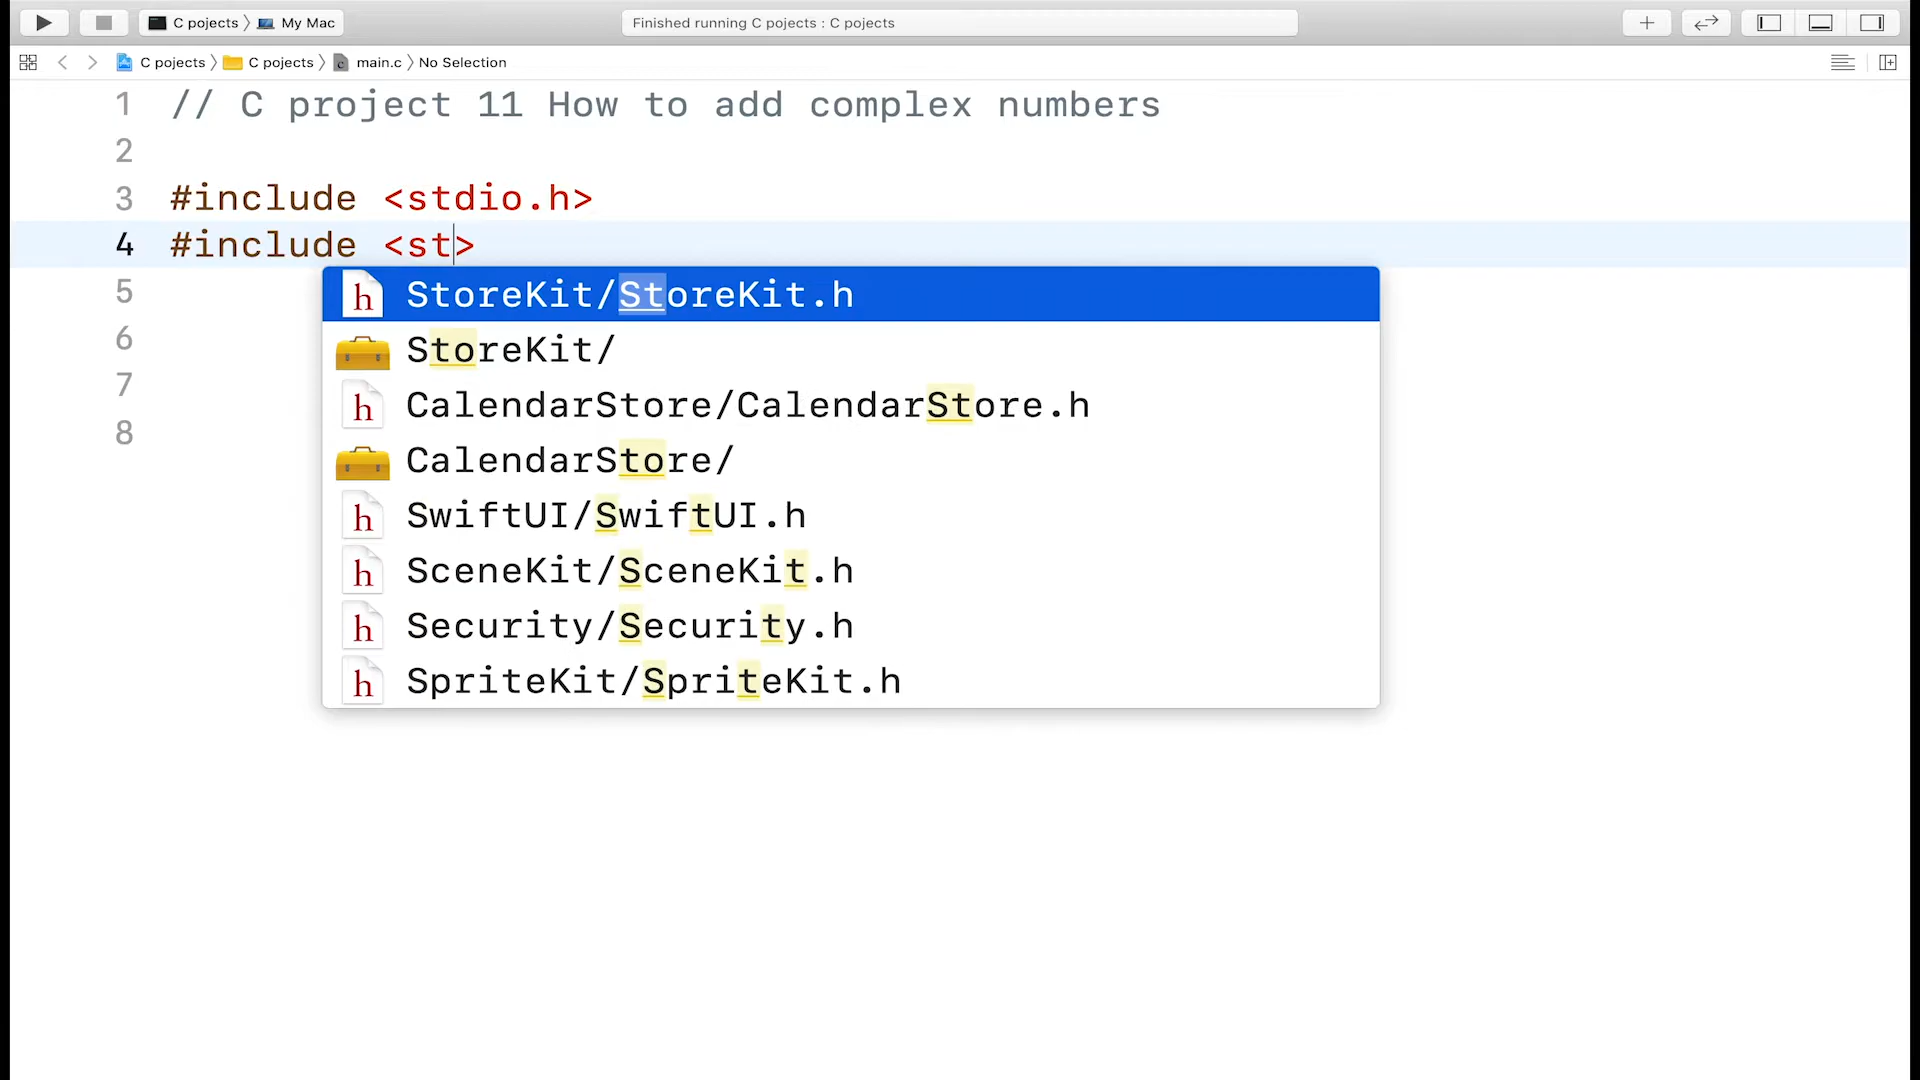 C pojects 〉 My Mac
Finished running C pojects : C pojects
C pojects 〉 C pojects 〉 c main.c 〉 No Selection
1 // C project 11 How to add complex numbers
2
3 #include <stdio.h>
4 #include <st>
5
6
7
8
h StoreKit/StoreKit.h
StoreKit/
h CalendarStore/CalendarStore.h
CalendarStore/
h SwiftUI/SwiftUI.h
h SceneKit/SceneKit.h
h Security/Security.h
h SpriteKit/SpriteKit.h